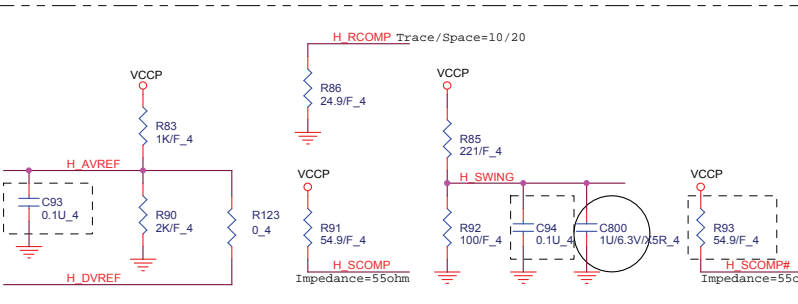 H_RCOMP Trace/Space=10/20
VCCP
R86
24.9/F_4
VCCP
R83
1K/F_4
R85
221/F_4
H_AVREF
H_SWING
VCCP
VCCP
C93
0.1U_4
R90
2K/F_4
R123
0_4
R91
54.9/F_4
R92
100/F_4
C94
0.1U_4
C800
1U/6.3V/X5R_4
R93
54.9/F_4
H_DVREF
H_SCOMP
Impedance=55ohm
H_SCOMP#
Impedance=55o